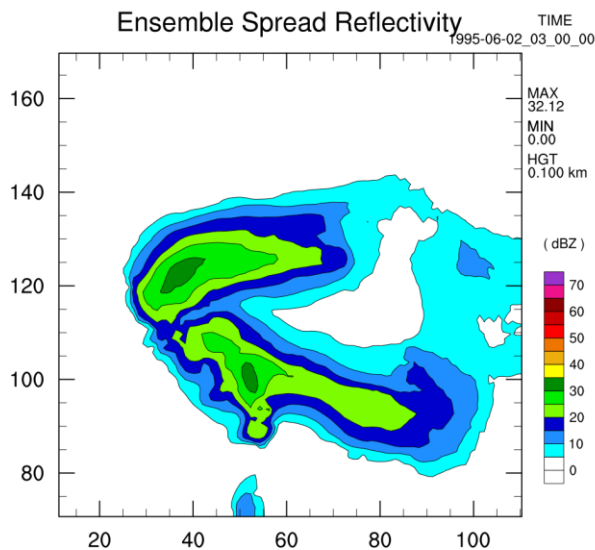 Ensemble Spread Reflectivity
TIME
1995-06-02_03_00_00
MAX
32.12
MIN
0.00
HGT
0.100 km
( dBZ )
70
60
50
40
30
20
10
0
160
140
120
100
80
20 40 60 80 100